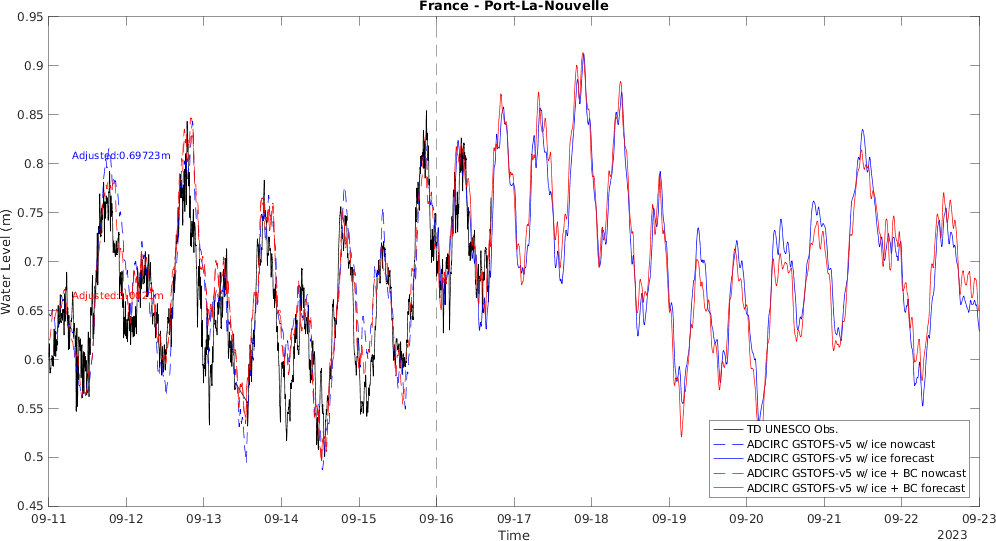 France - Port-La-Nouvelle
0.95
0.9
0.85
0.8
0.75
0.7
0.65
0.6
0.55
0.5
0.45
Water Level (m)
Adjusted:0.69723m
TD UNESCO Obs.
ADCIRC GSTOFS-v5 w/ ice nowcast
ADCIRC GSTOFS-v5 w/ ice forecast
ADCIRC GSTOFS-v5 w/ ice + BC nowcast
ADCIRC GSTOFS-v5 w/ ice + BC forecast
09-11 09-12 09-13 09-14 09-15 09-16 09-17 09-18 09-19 09-20 09-21 09-22 09-23
Time
2023